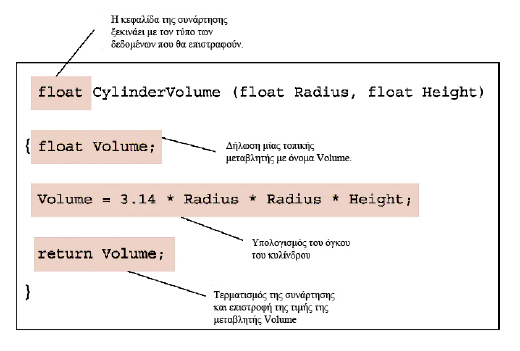 Η κεφαλίδα της συνάρτησης
ξεκινάει με τον τύπο των
δεδομένων που θα επιστραφούν.
float CylinderVolume (float Radius, float Height)
{ float Volume;
Δήλωση μίας τοπικής
μεταβλητής με όνομα Volume.
Volume = 3.14 * Radius * Radius * Height;
Υπολογισμός του όγκου
του κυλίνδρου
return Volume;
}
Τερματισμός της συνάρτησης
και επιστροφή της τιμής της
μεταβλητής Volume